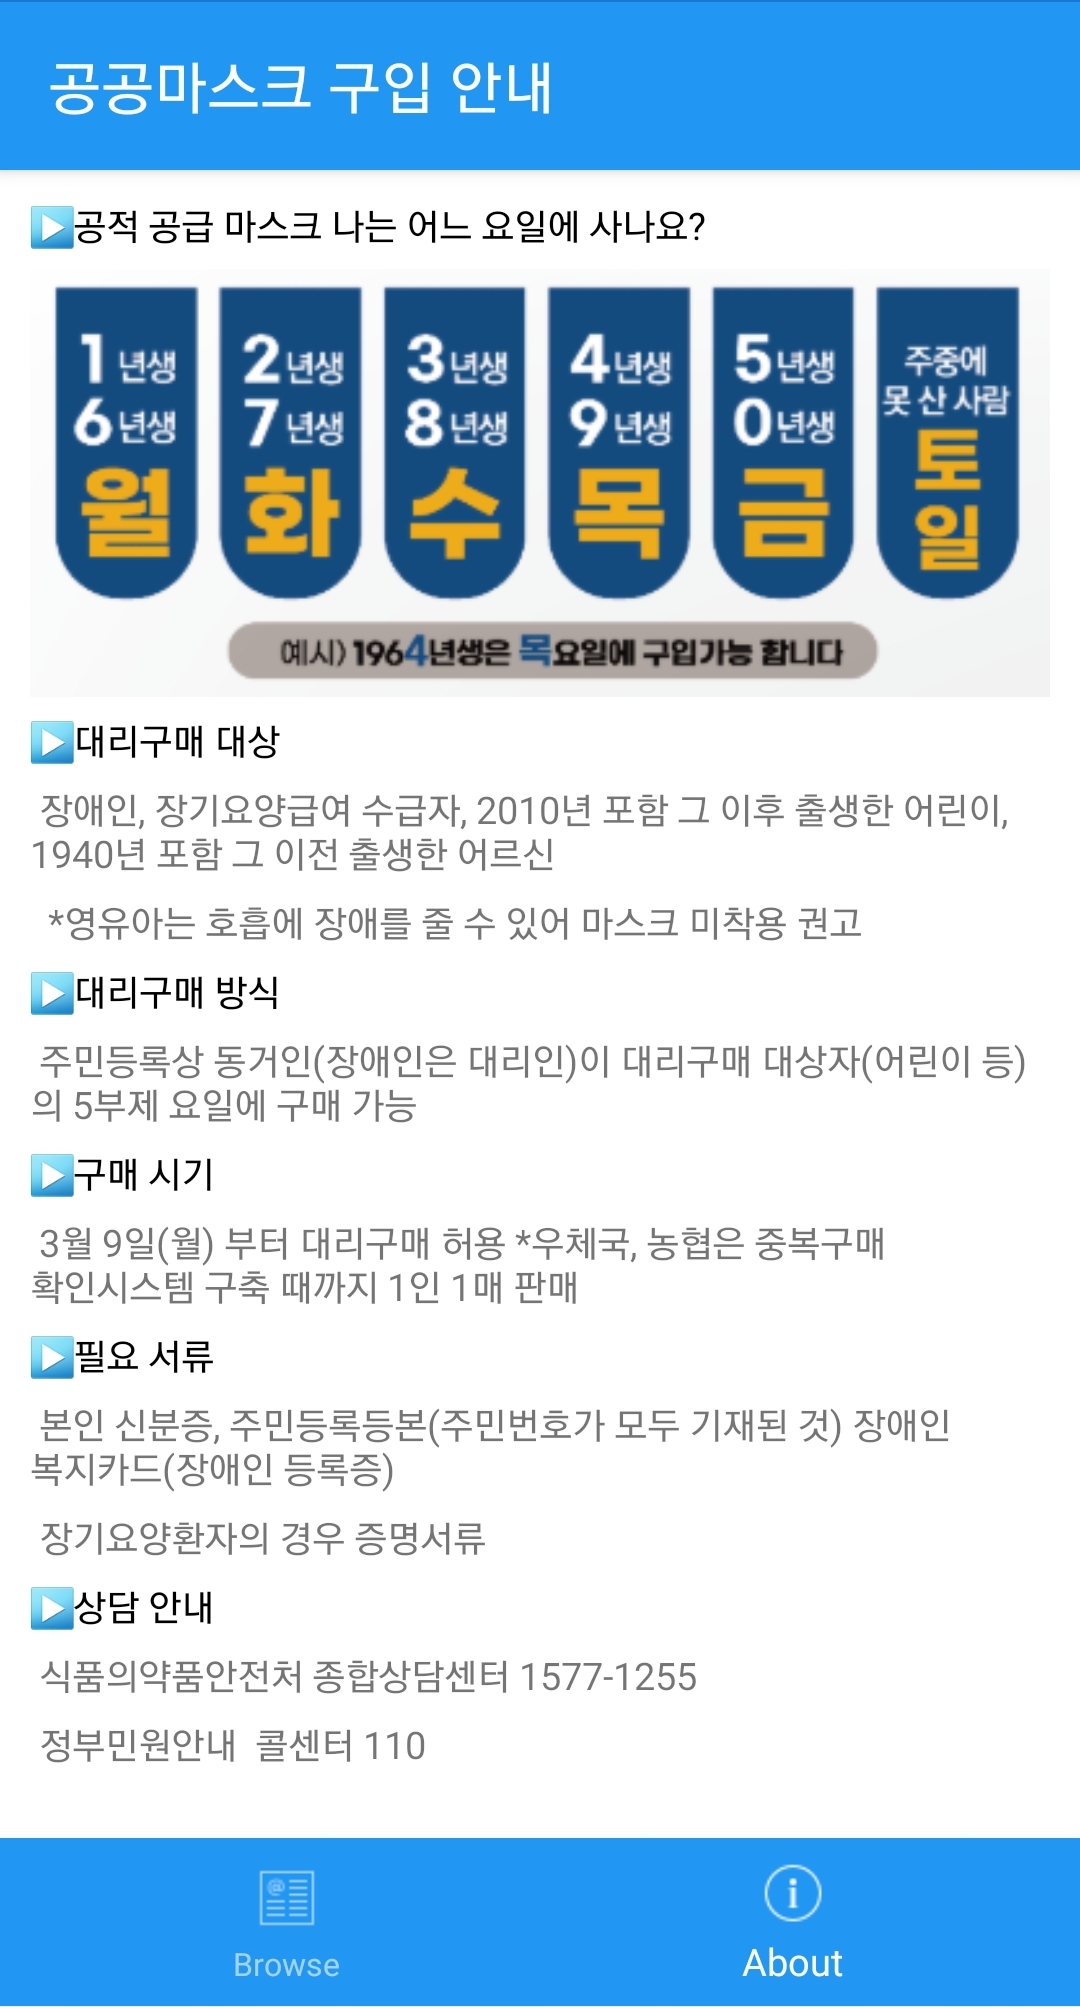 공공마스크 구입 안내
▶공적 공급 마스크 나는 어느 요일에 사나요?
1년생 2년생 3년생 4년생 5년생 주중에
6년생 7년생 8년생 9년생 0년생 못 산 사람
월 화 수 목 금 토
일
예시) 1964년생은 목요일에 구입가능 합니다
▶대리구매 대상
장애인, 장기요양급여 수급자, 2010년 포함 그 이후 출생한 어린이,
1940년 포함 그 이전 출생한 어르신
*영유아는 호흡에 장애를 줄 수 있어 마스크 미착용 권고
▶대리구매 방식
주민등록상 동거인(장애인은 대리인)이 대리구매 대상자(어린이 등)
의 5부제 요일에 구매 가능
▶구매 시기
3월 9일(월) 부터 대리구매 허용 *우체국, 농협은 중복구매
확인시스템 구축 때까지 1인 1매 판매
▶필요 서류
본인 신분증, 주민등록등본(주민번호가 모두 기재된 것) 장애인
복지카드(장애인 등록증)
장기요양환자의 경우 증명서류
▶상담 안내
식품의약품안전처 종합상담센터 1577-1255
정부민원안내 콜센터 110
Browse
About